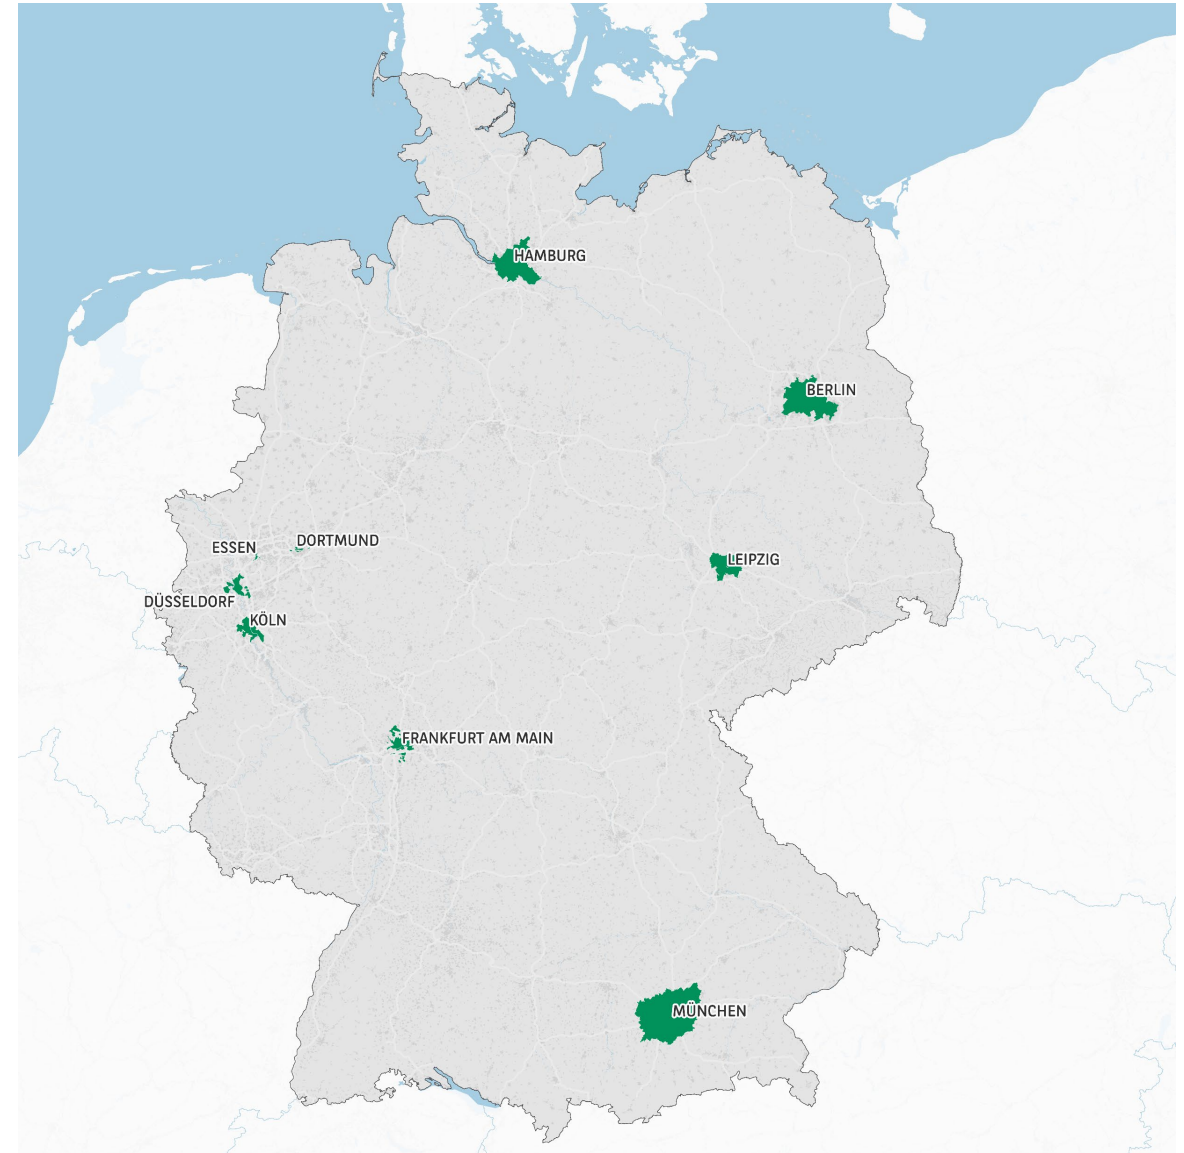 HAMBURG
BERLIN
DORTMUND
ESSEN
LEIPZIG
DÜSSELDORF
KÖLN
FRANKFURT AM MAIN
MÜNCHEN